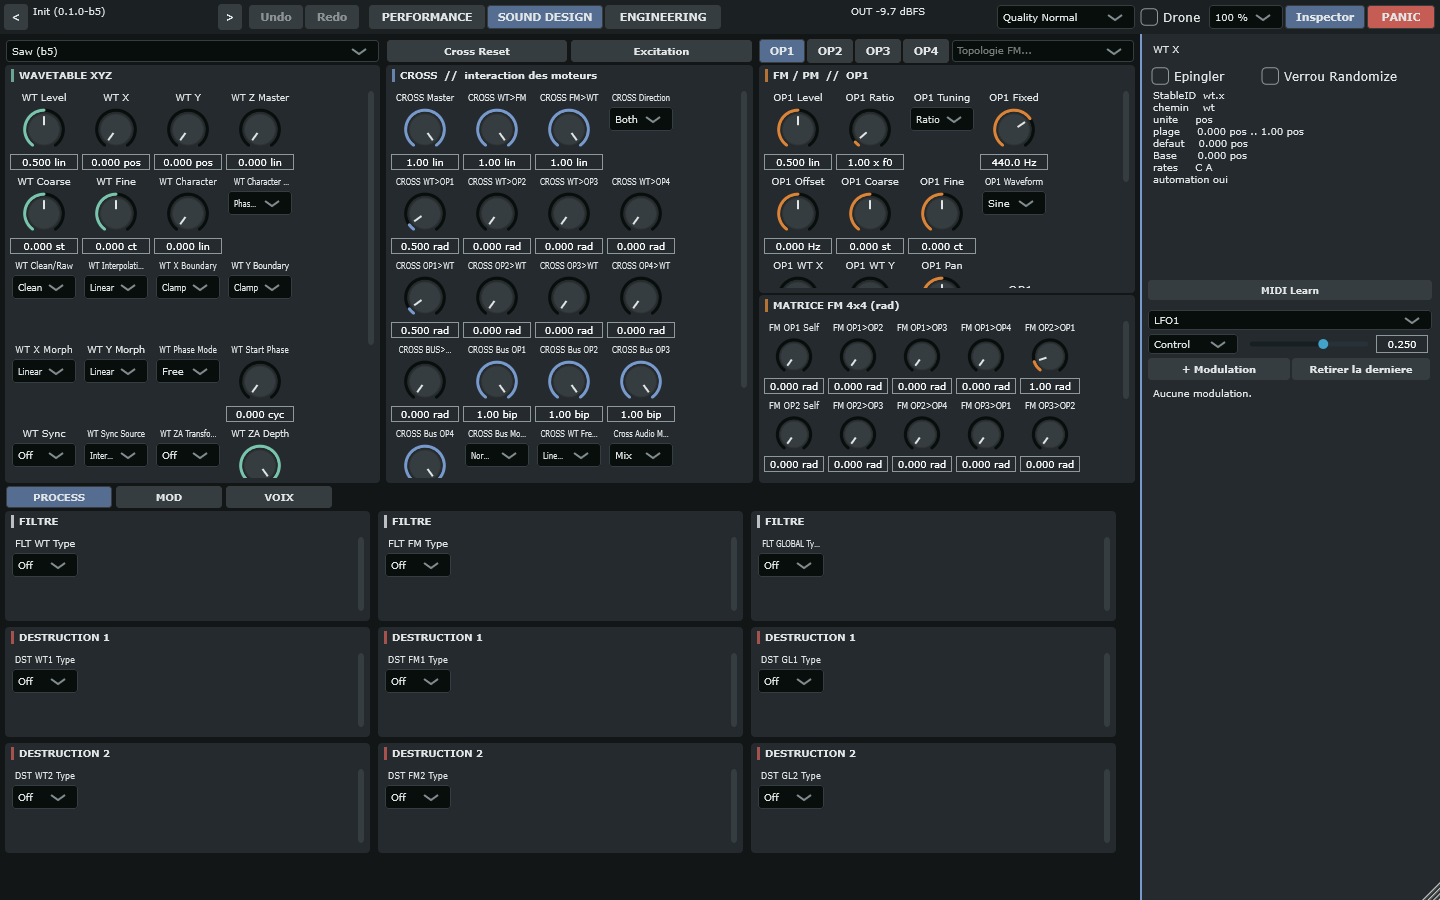 < Init (0.1.0-b5) > Undo Redo PERFORMANCE SOUND DESIGN ENGINEERING OUT -9.7 dBFS Quality Normal Drone 100 % Inspector PANIC
Saw (b5) Cross Reset Excitation OP1 OP2 OP3 OP4 Topologie FM...
WAVETABLE XYZ
WT Level WT X WT Y WT Z Master
0.500 lin 0.000 pos 0.000 pos 0.000 lin
WT Coarse WT Fine WT Character WT Character ...
Phas...
0.000 st 0.000 ct 0.000 lin
WT Clean/Raw WT Interpolati... WT X Boundary WT Y Boundary
Clean Linear Clamp Clamp
WT X Morph WT Y Morph WT Phase Mode WT Start Phase
Linear Linear Free
0.000 cyc
WT Sync WT Sync Source WT ZA Transfo... WT ZA Depth
Off Inter... Off
CROSS // interaction des moteurs
CROSS Master CROSS WT>FM CROSS FM>WT CROSS Direction
Both
1.00 lin 1.00 lin 1.00 lin
CROSS WT>OP1 CROSS WT>OP2 CROSS WT>OP3 CROSS WT>OP4
0.500 rad 0.000 rad 0.000 rad 0.000 rad
CROSS OP1>WT CROSS OP2>WT CROSS OP3>WT CROSS OP4>WT
0.500 rad 0.000 rad 0.000 rad 0.000 rad
CROSS BUS>... CROSS Bus OP1 CROSS Bus OP2 CROSS Bus OP3
0.000 rad 1.00 bip 1.00 bip 1.00 bip
CROSS Bus OP4 CROSS Bus Mo... CROSS WT Fre... Cross Audio M...
Nor... Line... Mix
FM / PM // OP1
OP1 Level OP1 Ratio OP1 Tuning OP1 Fixed
Ratio
0.500 lin 1.00 x f0 440.0 Hz
OP1 Offset OP1 Coarse OP1 Fine OP1 Waveform
Sine
0.000 Hz 0.000 st 0.000 ct
OP1 WT X OP1 WT Y OP1 Pan
MATRICE FM 4x4 (rad)
FM OP1 Self FM OP1>OP2 FM OP1>OP3 FM OP1>OP4 FM OP2>OP1
0.000 rad 0.000 rad 0.000 rad 0.000 rad 1.00 rad
FM OP2 Self FM OP2>OP3 FM OP2>OP4 FM OP3>OP1 FM OP3>OP2
0.000 rad 0.000 rad 0.000 rad 0.000 rad 0.000 rad
PROCESS MOD VOIX
FILTRE FILTRE FILTRE
FLT WT Type FLT FM Type FLT GLOBAL Ty...
Off Off Off
DESTRUCTION 1 DESTRUCTION 1 DESTRUCTION 1
DST WT1 Type DST FM1 Type DST GL1 Type
Off Off Off
DESTRUCTION 2 DESTRUCTION 2 DESTRUCTION 2
DST WT2 Type DST FM2 Type DST GL2 Type
Off Off Off
WT X
Epingler Verrou Randomize
StableID wt.x
chemin wt
unite pos
plage 0.000 pos .. 1.00 pos
defaut 0.000 pos
Base 0.000 pos
rates C A
automation oui
MIDI Learn
LFO1
Control 0.250
+ Modulation Retirer la derniere
Aucune modulation.